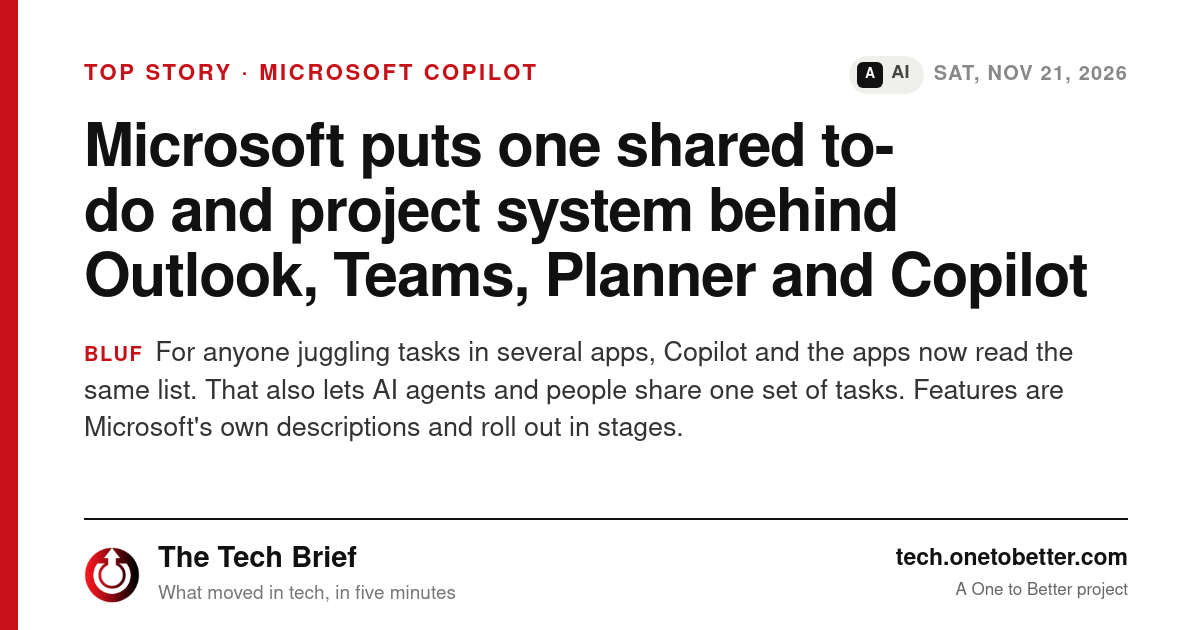 TOP STORY · MICROSOFT COPILOT
A AI SAT, NOV 21, 2026
Microsoft puts one shared to-
do and project system behind
Outlook, Teams, Planner and Copilot
BLUF For anyone juggling tasks in several apps, Copilot and the apps now read the
same list. That also lets AI agents and people share one set of tasks. Features are
Microsoft's own descriptions and roll out in stages.
The Tech Brief
What moved in tech, in five minutes
tech.onetobetter.com
A One to Better project